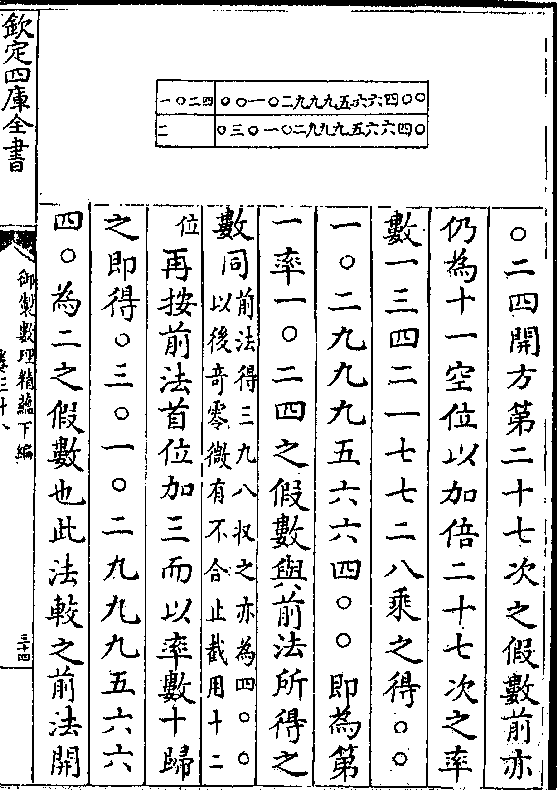 一〇二四 〇〇一〇二九九九五六六四〇〇
二 〇三〇一〇二九九九五六六四〇
〇二四開方第二十七次之假數前亦
仍為十一空位以加倍二十七次之率
數一三四二一七七二八乘之得〇〇
一〇二九九九五六六四〇〇即為第
一率一〇二四之假數與前法所得之
數同前法得三九八收之亦為四〇〇
以後奇零微有不合止截用十二
位再按前法首位加三而以率數十歸
之即得〇三〇一〇二九九九五六六
四〇為二之假數也此法較之前法開
欽定四庫全書
御製數理精蘊下編
卷三十八
三十四